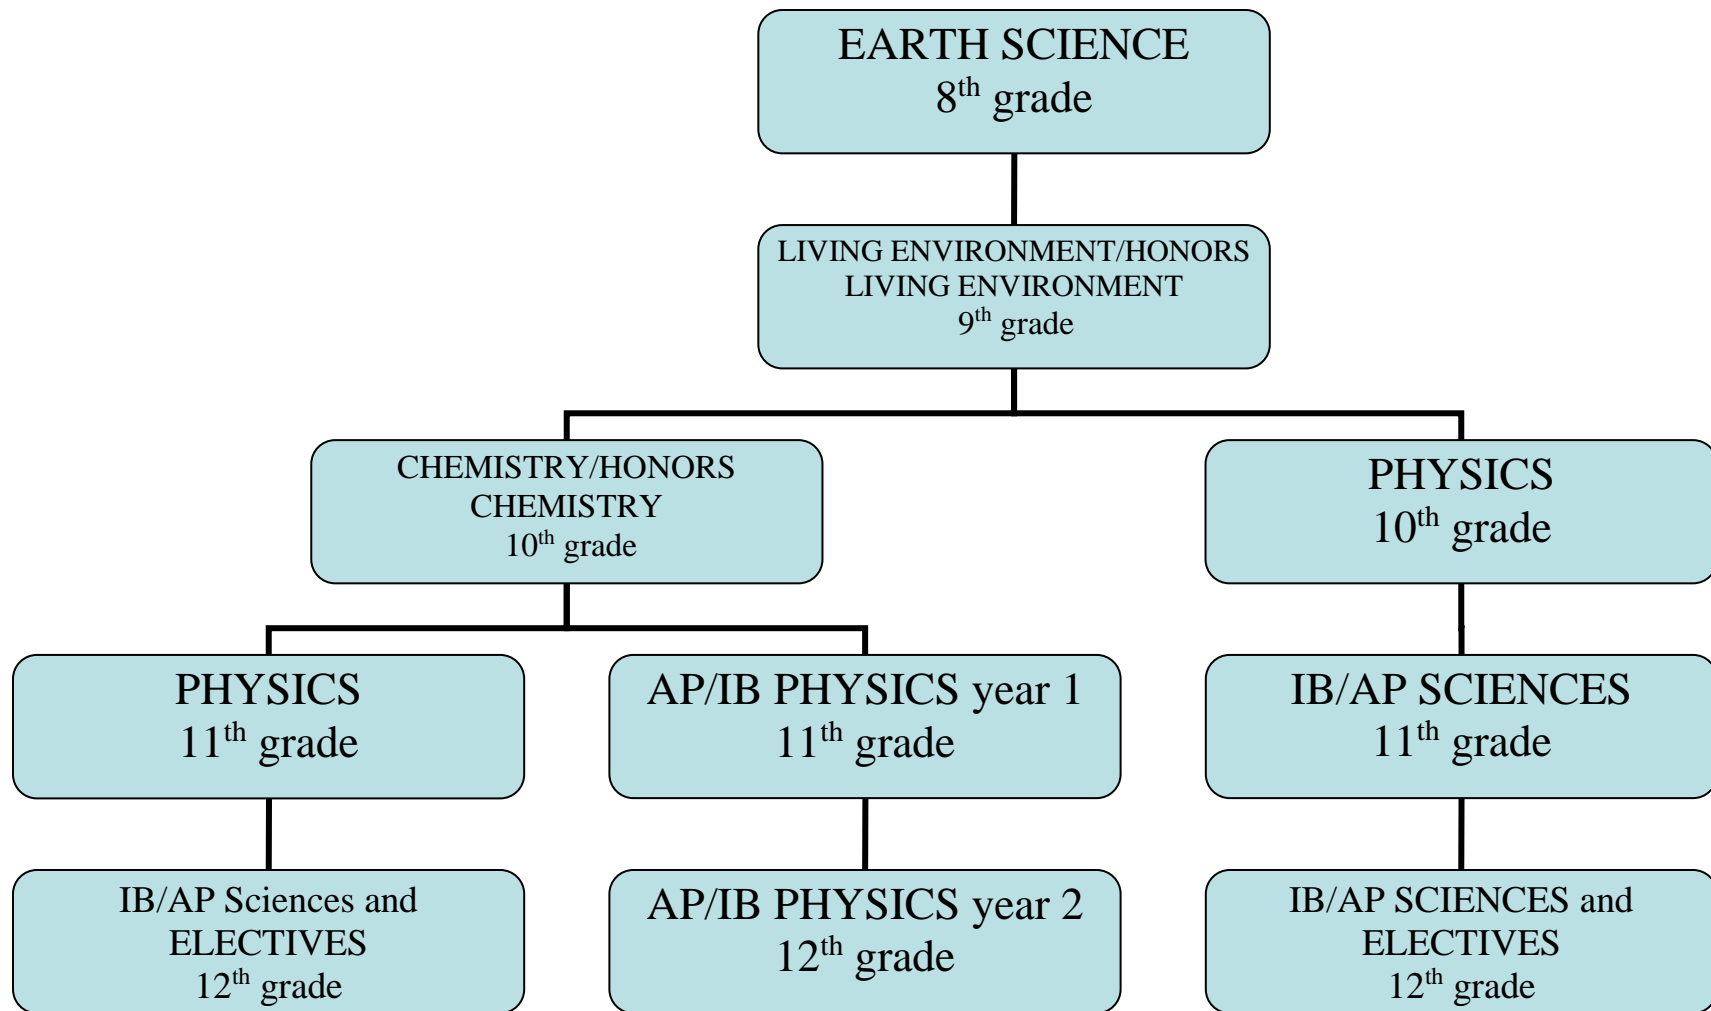 EARTH SCIENCE
8th grade
LIVING ENVIRONMENT/HONORS
LIVING ENVIRONMENT
9th grade
CHEMISTRY/HONORS
CHEMISTRY
10th grade
PHYSICS
10th grade
PHYSICS
11th grade
AP/IB PHYSICS year 1
11th grade
IB/AP SCIENCES
11th grade
IB/AP Sciences and
ELECTIVES
12th grade
AP/IB PHYSICS year 2
12th grade
IB/AP SCIENCES and
ELECTIVES
12th grade